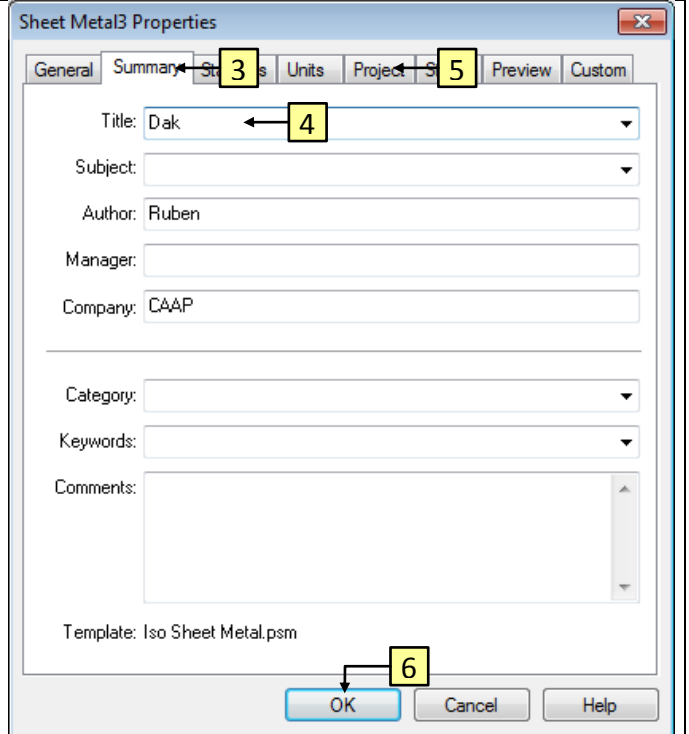 Sheet Metal3 Properties
General Summary 3 Units Project 5 Preview Custom
Title: Dak 4
Subject:
Author: Ruben
Manager:
Company: CAAP
Category:
Keywords:
Comments:
Template: Iso Sheet Metal.psm
6
OK Cancel Help